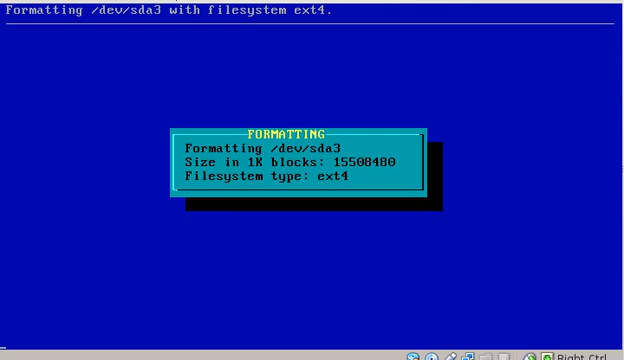 Formatting /dev/sda3 with filesystem ext4.
FORMATTING
Formatting /dev/sda3
Size in 1K blocks: 15508480
Filesystem type: ext4
Right Ctrl